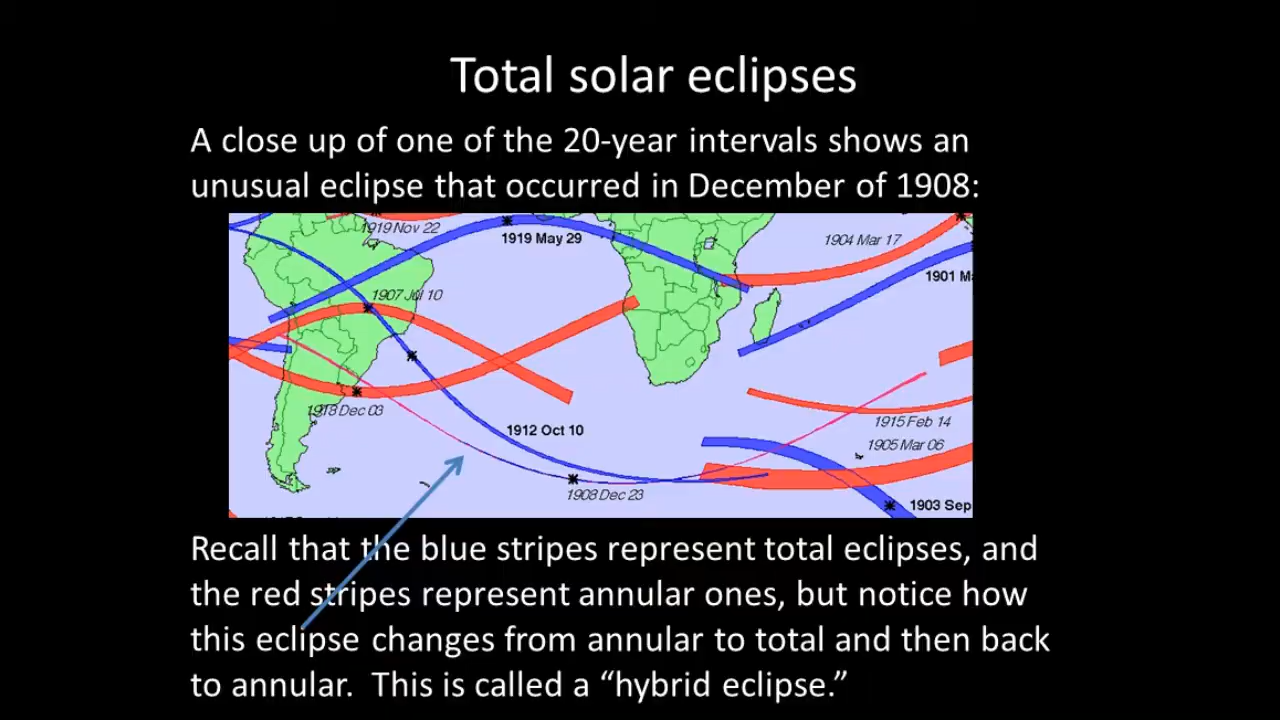 Total solar eclipses
A close up of one of the 20-year intervals shows an
unusual eclipse that occurred in December of 1908:
1919 Nov 22
1919 May 29
1904 Mar 17
1901 Ma
1907 Jul 10
1918 Dec 03
1912 Oct 10
1915 Feb 14
1905 Mar 06
1908 Dec 23
1903 Sep
Recall that the blue stripes represent total eclipses, and
the red stripes represent annular ones, but notice how
this eclipse changes from annular to total and then back
to annular. This is called a “hybrid eclipse.”